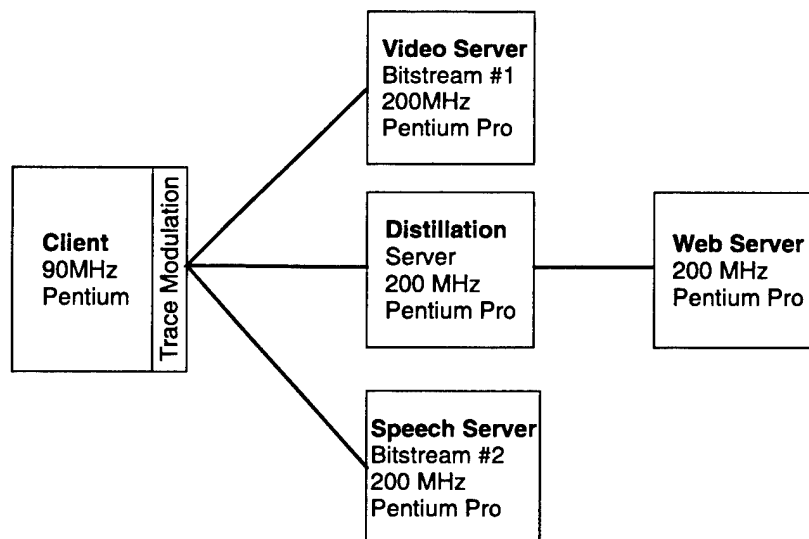 Video Server
Bitstream #1
200MHz
Pentium Pro
Client
90MHz
Pentium
Trace Modulation
Distillation
Server
200 MHz
Pentium Pro
Web Server
200 MHz
Pentium Pro
Speech Server
Bitstream #2
200 MHz
Pentium Pro